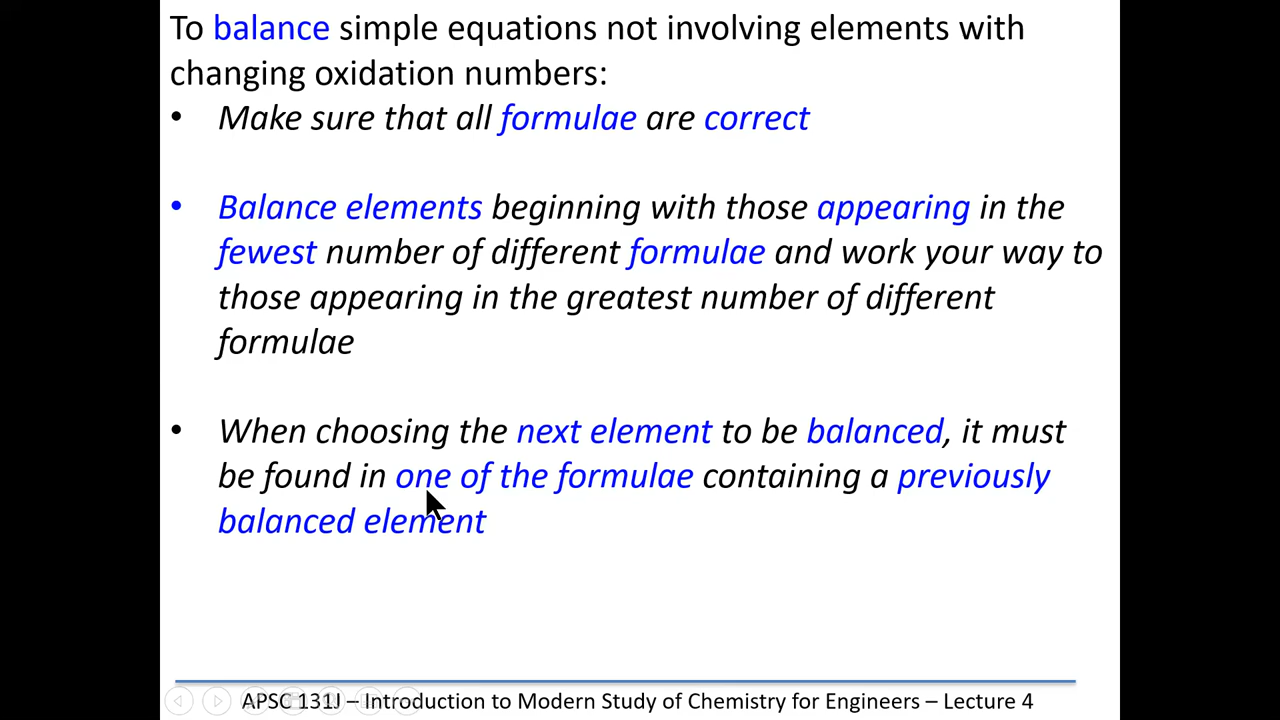 To balance simple equations not involving elements with
changing oxidation numbers:
• Make sure that all formulae are correct
• Balance elements beginning with those appearing in the
fewest number of different formulae and work your way to
those appearing in the greatest number of different
formulae
• When choosing the next element to be balanced, it must
be found in one of the formulae containing a previously
balanced element
APSC 131J – Introduction to Modern Study of Chemistry for Engineers – Lecture 4